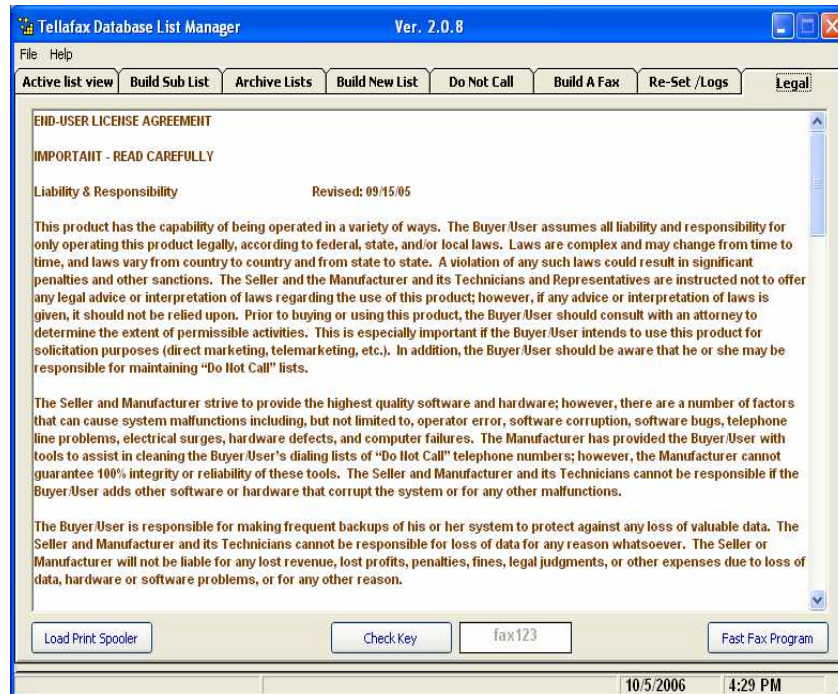 Tellafax Database List Manager Ver. 2.0.8
File Help
Active list view Build Sub List Archive Lists Build New List Do Not Call Build A Fax Re-Set /Logs Legal
END-USER LICENSE AGREEMENT
IMPORTANT - READ CAREFULLY
Liability & Responsibility Revised: 09/15/05
This product has the capability of being operated in a variety of ways. The Buyer/User assumes all liability and responsibility for
only operating this product legally, according to federal, state, and/or local laws. Laws are complex and may change from time to
time, and laws vary from country to country and from state to state. A violation of any such laws could result in significant
penalties and other sanctions. The Seller and the Manufacturer and its Technicians and Representatives are instructed not to offer
any legal advice or interpretation of laws regarding the use of this product; however, if any advice or interpretation of laws is
given, it should not be relied upon. Prior to buying or using this product, the Buyer/User should consult with an attorney to
determine the extent of permissible activities. This is especially important if the Buyer/User intends to use this product for
solicitation purposes (direct marketing, telemarketing, etc.). In addition, the Buyer/User should be aware that he or she may be
responsible for maintaining “Do Not Call” lists.
The Seller and Manufacturer strive to provide the highest quality software and hardware; however, there are a number of factors
that can cause system malfunctions including, but not limited to, operator error, software corruption, software bugs, telephone
line problems, electrical surges, hardware defects, and computer failures. The Manufacturer has provided the Buyer/User with
tools to assist in cleaning the Buyer/User’s dialing lists of “Do Not Call” telephone numbers; however, the Manufacturer cannot
guarantee 100% integrity or reliability of these tools. The Seller and Manufacturer and its Technicians cannot be responsible if the
Buyer/User adds other software or hardware that corrupt the system or for any other malfunctions.
The Buyer/User is responsible for making frequent backups of his or her system to protect against any loss of valuable data. The
Seller and Manufacturer and its Technicians cannot be responsible for loss of data for any reason whatsoever. The Seller or
Manufacturer will not be liable for any lost revenue, lost profits, penalties, fines, legal judgments, or other expenses due to loss of
data, hardware or software problems, or for any other reason.
Load Print Spooler Check Key fax123 Fast Fax Program
10/5/2006 4:29 PM